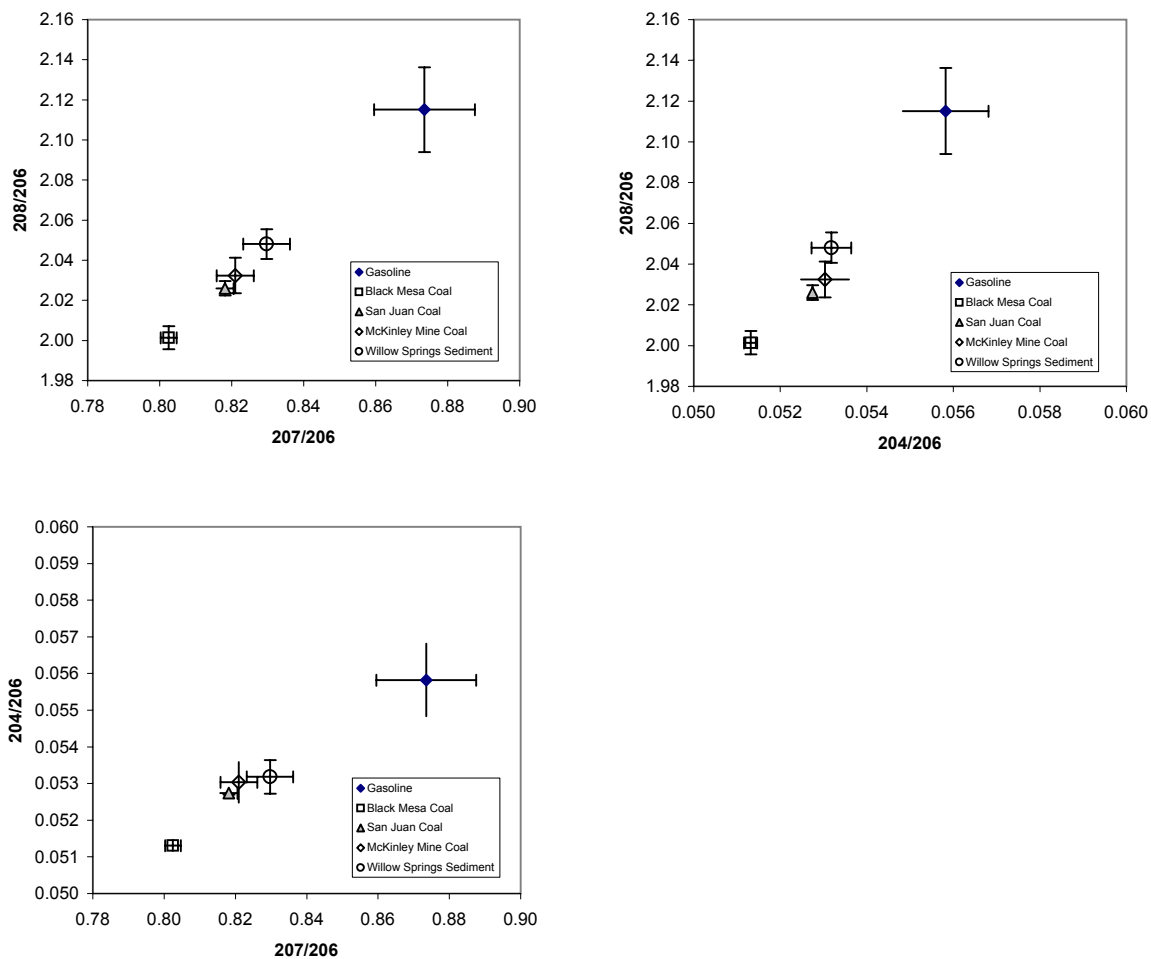 2.16
2.14
2.12
2.10
2.08
2.06
2.04
2.02
2.00
1.98
208/206
0.78 0.80 0.82 0.84 0.86 0.88 0.90
207/206
Gasoline
Black Mesa Coal
San Juan Coal
McKinley Mine Coal
Willow Springs Sediment
2.16
2.14
2.12
2.10
2.08
2.06
2.04
2.02
2.00
1.98
208/206
0.050 0.052 0.054 0.056 0.058 0.060
204/206
Gasoline
Black Mesa Coal
San Juan Coal
McKinley Mine Coal
Willow Springs Sediment
0.060
0.059
0.058
0.057
0.056
0.055
0.054
0.053
0.052
0.051
0.050
204/206
0.78 0.80 0.82 0.84 0.86 0.88 0.90
207/206
Gasoline
Black Mesa Coal
San Juan Coal
McKinley Mine Coal
Willow Springs Sediment